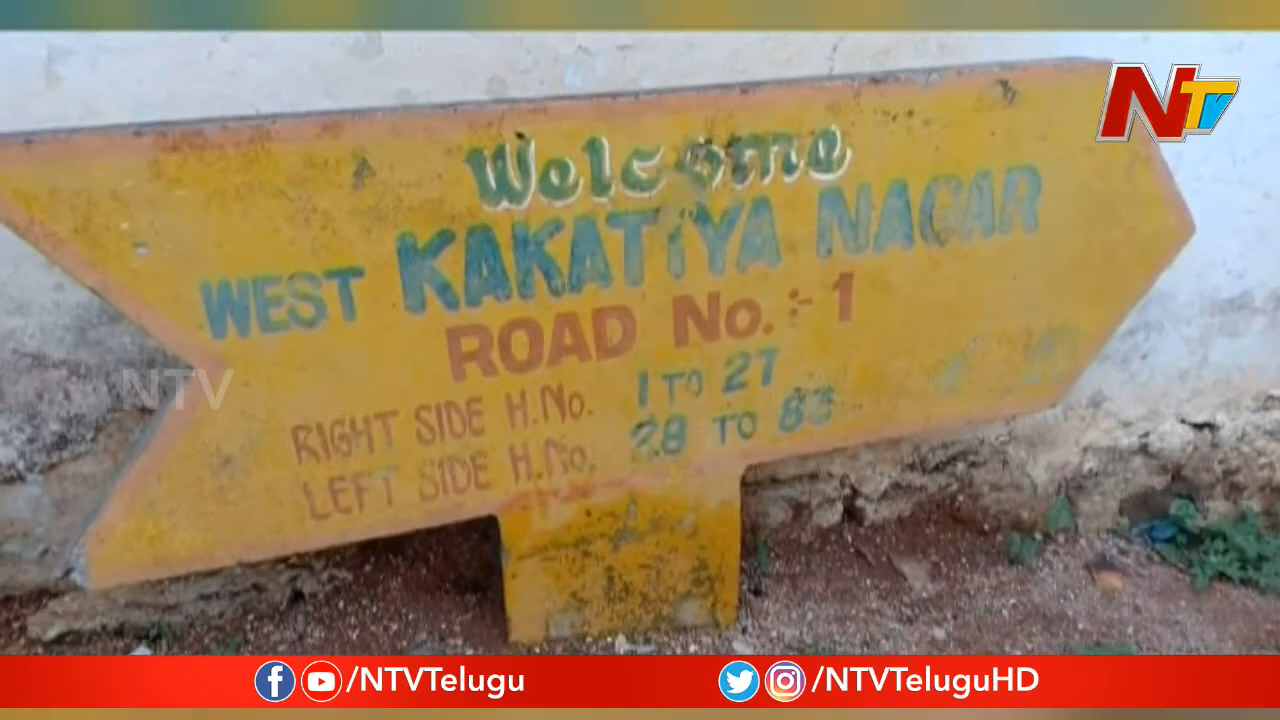 NTV
Welcome
WEST KAKATIYA NAGAR
ROAD No. :- 1
RIGHT SIDE H.No. 1 TO 27
LEFT SIDE H.No. 28 TO 83
NTV
/NTVTelugu
/NTVTeluguHD